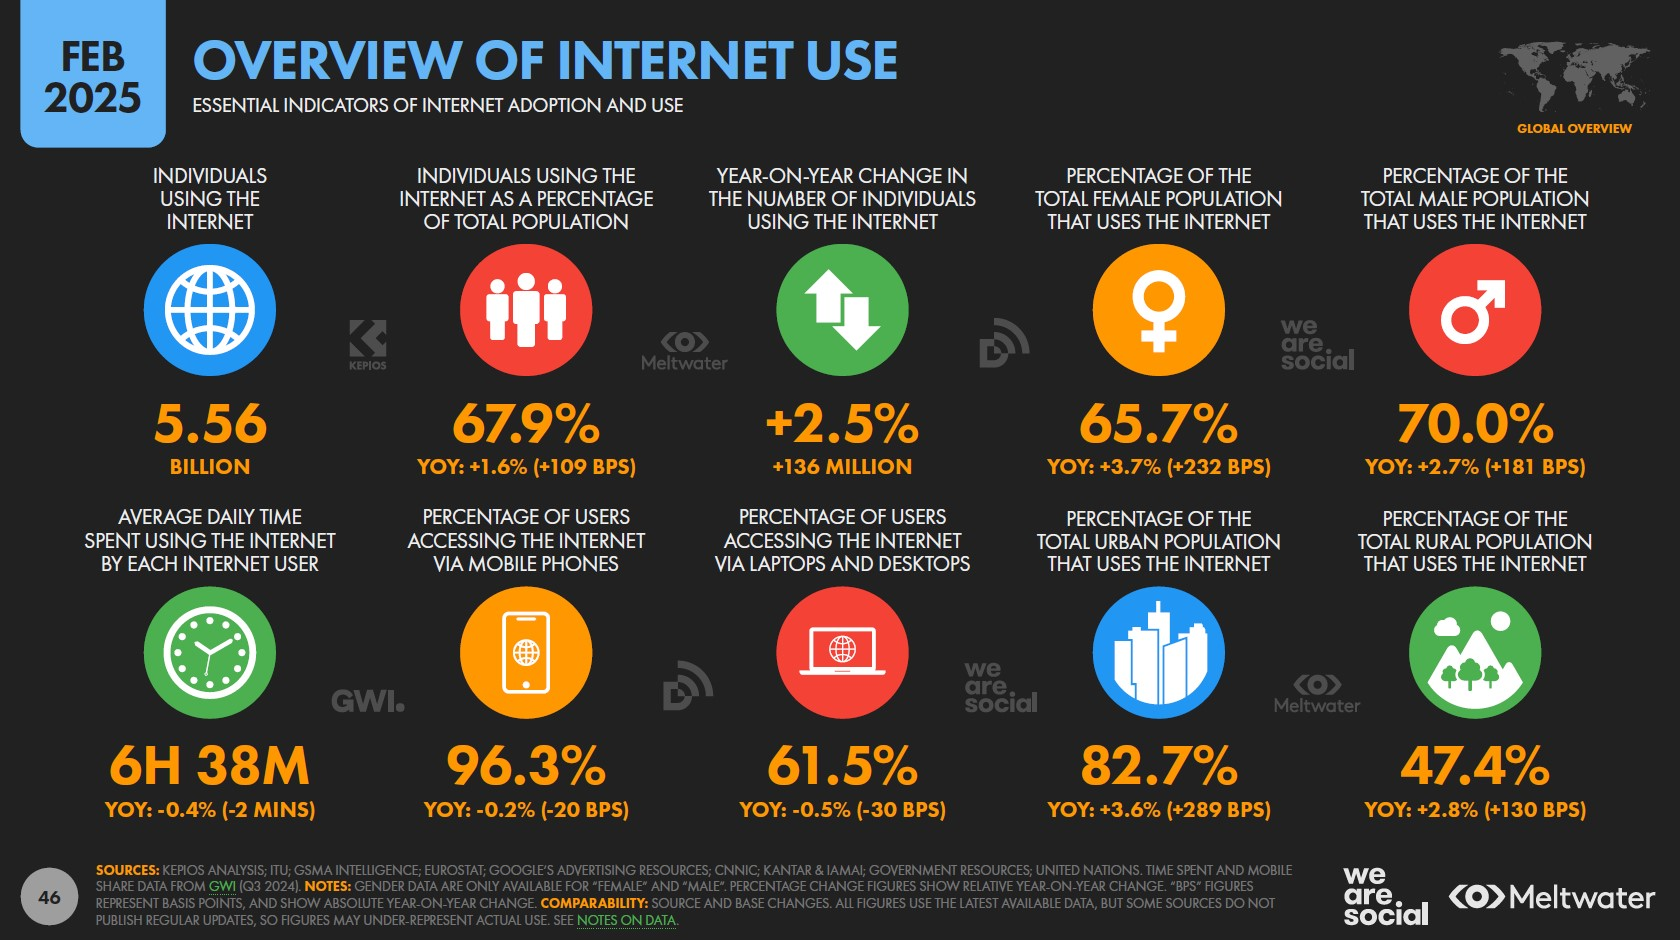 FEB
2025
OVERVIEW OF INTERNET USE
ESSENTIAL INDICATORS OF INTERNET ADOPTION AND USE
GLOBAL OVERVIEW
INDIVIDUALS
USING THE
INTERNET
5.56
BILLION
INDIVIDUALS USING THE
INTERNET AS A PERCENTAGE
OF TOTAL POPULATION
67.9%
YOY: +1.6% (+109 BPS)
YEAR-ON-YEAR CHANGE IN
THE NUMBER OF INDIVIDUALS
USING THE INTERNET
+2.5%
+136 MILLION
PERCENTAGE OF THE
TOTAL FEMALE POPULATION
THAT USES THE INTERNET
65.7%
YOY: +3.7% (+232 BPS)
PERCENTAGE OF THE
TOTAL MALE POPULATION
THAT USES THE INTERNET
70.0%
YOY: +2.7% (+181 BPS)
KEPIOS
Meltwater
D
we
are
social
AVERAGE DAILY TIME
SPENT USING THE INTERNET
BY EACH INTERNET USER
6H 38M
YOY: -0.4% (-2 MINS)
PERCENTAGE OF USERS
ACCESSING THE INTERNET
VIA MOBILE PHONES
96.3%
YOY: -0.2% (-20 BPS)
PERCENTAGE OF USERS
ACCESSING THE INTERNET
VIA LAPTOPS AND DESKTOPS
61.5%
YOY: -0.5% (-30 BPS)
PERCENTAGE OF THE
TOTAL URBAN POPULATION
THAT USES THE INTERNET
82.7%
YOY: +3.6% (+289 BPS)
PERCENTAGE OF THE
TOTAL RURAL POPULATION
THAT USES THE INTERNET
47.4%
YOY: +2.8% (+130 BPS)
GWI.
D
we
are
social
Meltwater
46
SOURCES: KEPIOS ANALYSIS; ITU; GSMA INTELLIGENCE; EUROSTAT; GOOGLE'S ADVERTISING RESOURCES; CNNIC; KANTAR & IAMAI; GOVERNMENT RESOURCES; UNITED NATIONS. TIME SPENT AND MOBILE
SHARE DATA FROM GWI (Q3 2024). NOTES: GENDER DATA ARE ONLY AVAILABLE FOR "FEMALE" AND "MALE". PERCENTAGE CHANGE FIGURES SHOW RELATIVE YEAR-ON-YEAR CHANGE. "BPS" FIGURES
REPRESENT BASIS POINTS, AND SHOW ABSOLUTE YEAR-ON-YEAR CHANGE. COMPARABILITY: SOURCE AND BASE CHANGES. ALL FIGURES USE THE LATEST AVAILABLE DATA, BUT SOME SOURCES DO NOT
PUBLISH REGULAR UPDATES, SO FIGURES MAY UNDER-REPRESENT ACTUAL USE. SEE NOTES ON DATA.
we
are
social
Meltwater